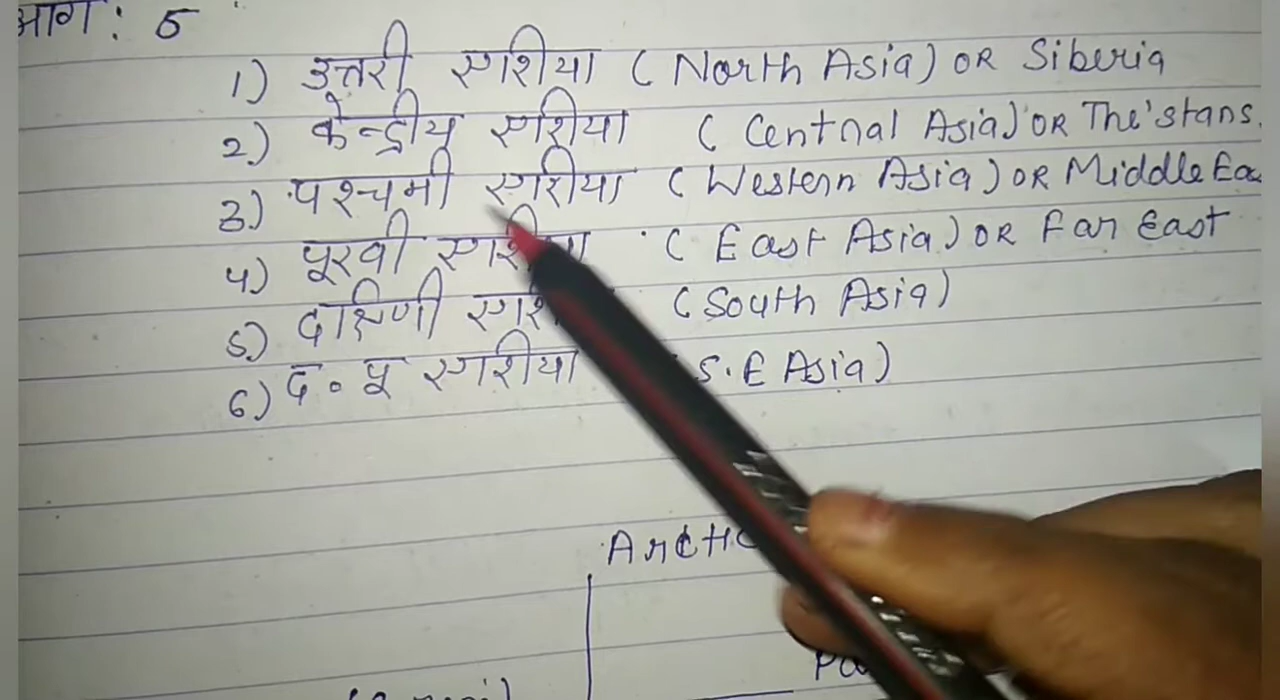 भाग : 5
1) उत्तरी एशिया ( North Asia) OR Siberia
2) केन्द्रीय एशिया ( Central Asia) OR The'stans.
3) पश्चमी एशिया ( Western Asia) OR Middle Ea
4) पूरवी एशिया ( East Asia) OR Far East
5) दक्षिणी एशि ( South Asia)
6) द॰ पू एशिया S.E Asia)